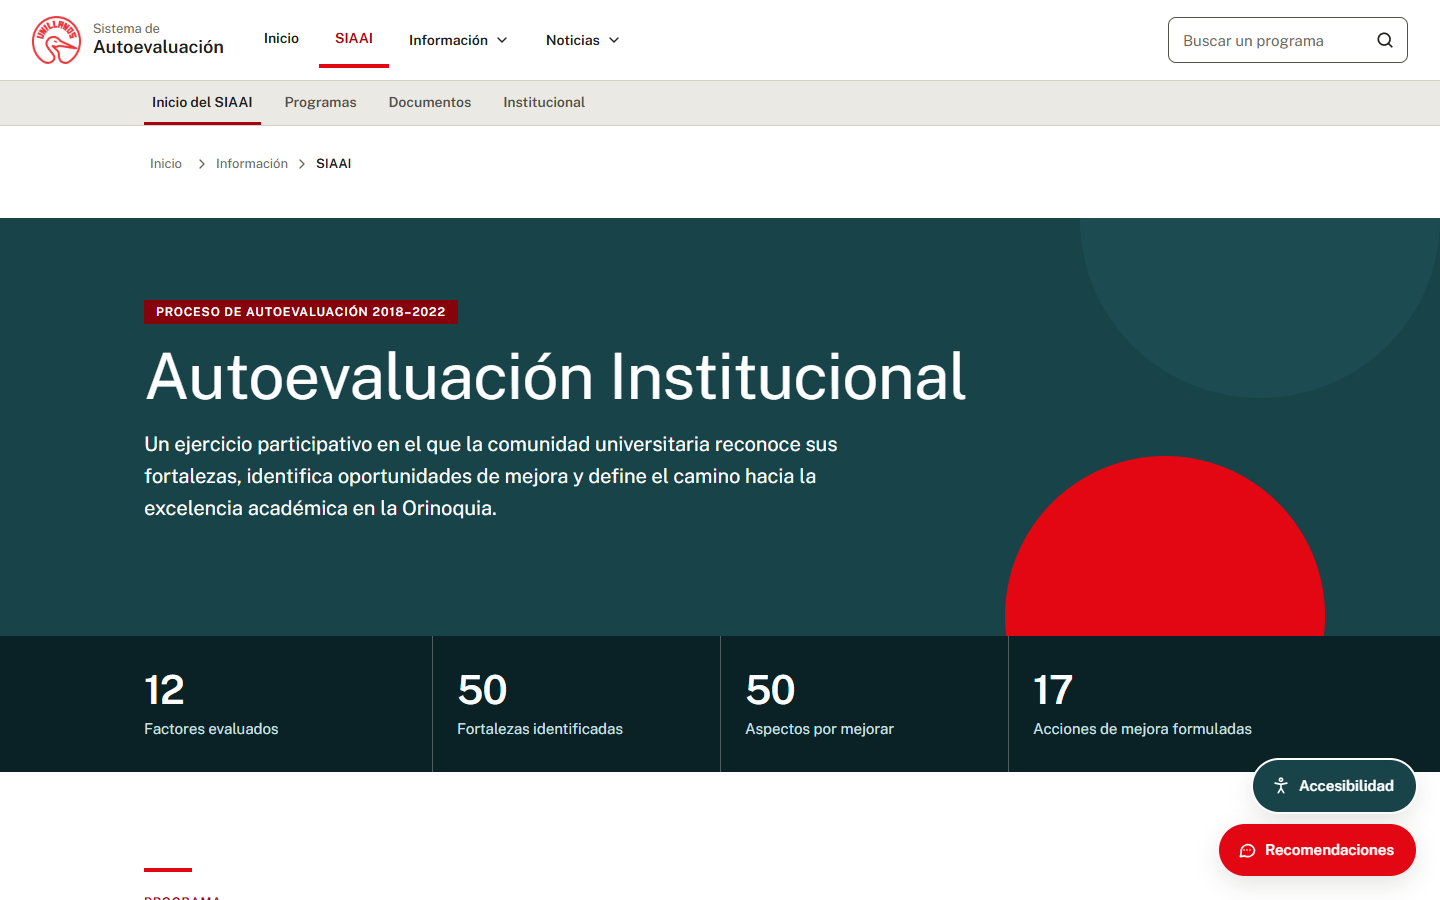 UNILLANOS
Sistema de
Autoevaluación
Inicio
SIAAI
Información
Noticias
Buscar un programa
Inicio del SIAAI
Programas
Documentos
Institucional
Inicio
Información
SIAAI
PROCESO DE AUTOEVALUACIÓN 2018–2022
Autoevaluación Institucional
Un ejercicio participativo en el que la comunidad universitaria reconoce sus
fortalezas, identifica oportunidades de mejora y define el camino hacia la
excelencia académica en la Orinoquia.
12
Factores evaluados
50
Fortalezas identificadas
50
Aspectos por mejorar
17
Acciones de mejora formuladas
Accesibilidad
Recomendaciones
PROGRAMA